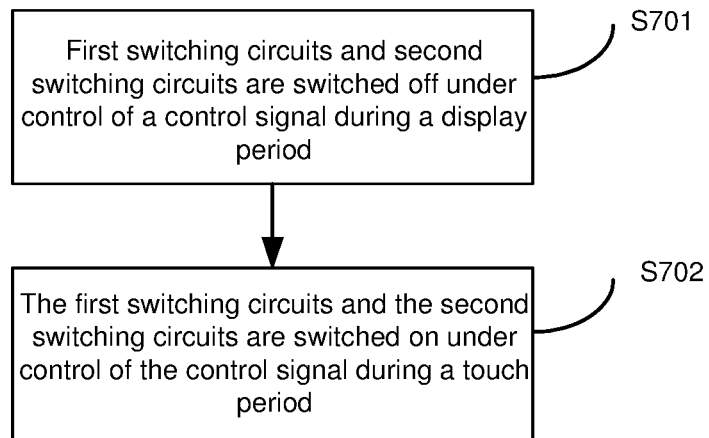 S701
First switching circuits and second
switching circuits are switched off under
control of a control signal during a display
period
S702
The first switching circuits and the second
switching circuits are switched on under
control of the control signal during a touch
period